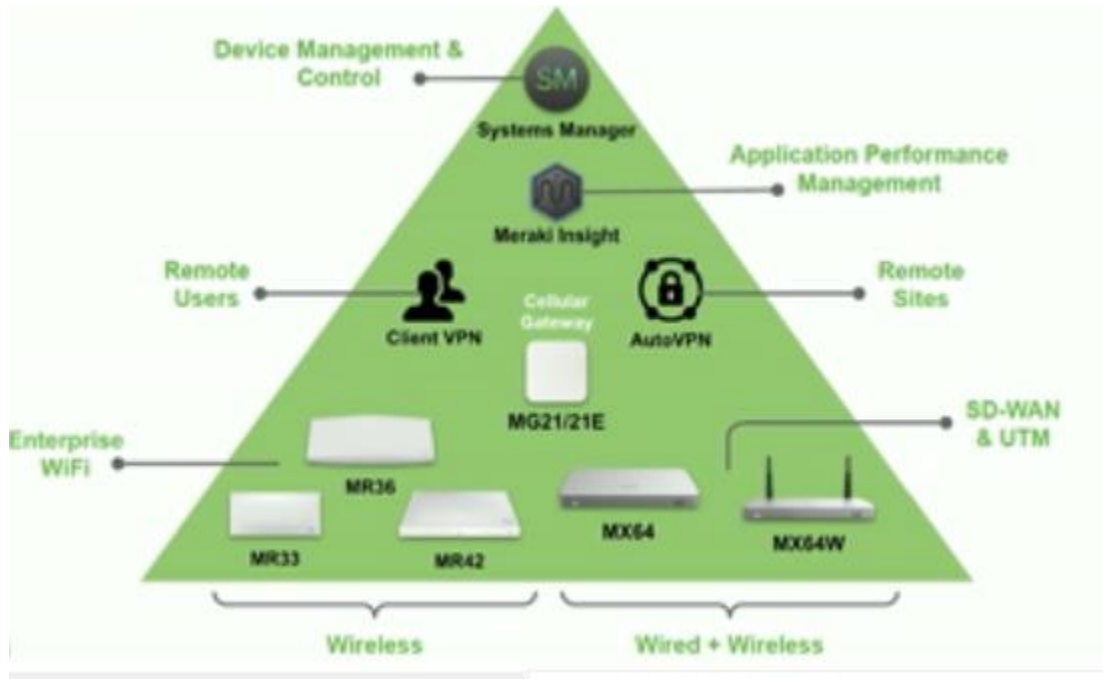 Device Management &
Control
SM
Systems Manager
Application Performance
Management
Meraki Insight
Remote
Users
Client VPN
Cellular
Gateway
AutoVPN
Remote
Sites
MG21/21E
SD-WAN
& UTM
Enterprise
WiFi
MR36
MR33
MR42
MX64
MX64W
Wireless
Wired + Wireless